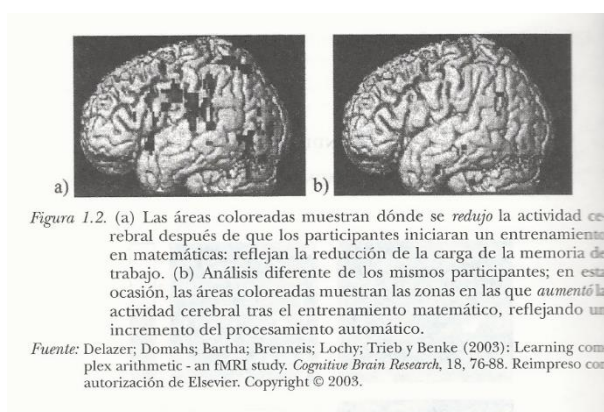 a)
b)
Figura 1.2. (a) Las áreas coloreadas muestran dónde se redujo la actividad ce-
rebral después de que los participantes iniciaran un entrenamiento
en matemáticas: reflejan la reducción de la carga de la memoria de
trabajo. (b) Análisis diferente de los mismos participantes; en esta
ocasión, las áreas coloreadas muestran las zonas en las que aumentó la
actividad cerebral tras el entrenamiento matemático, reflejando un
incremento del procesamiento automático.
Fuente: Delazer; Domahs; Bartha; Brenneis; Lochy; Trieb y Benke (2003): Learning com-
plex arithmetic - an fMRI study. Cognitive Brain Research, 18, 76-88. Reimpreso con
autorización de Elsevier. Copyright © 2003.